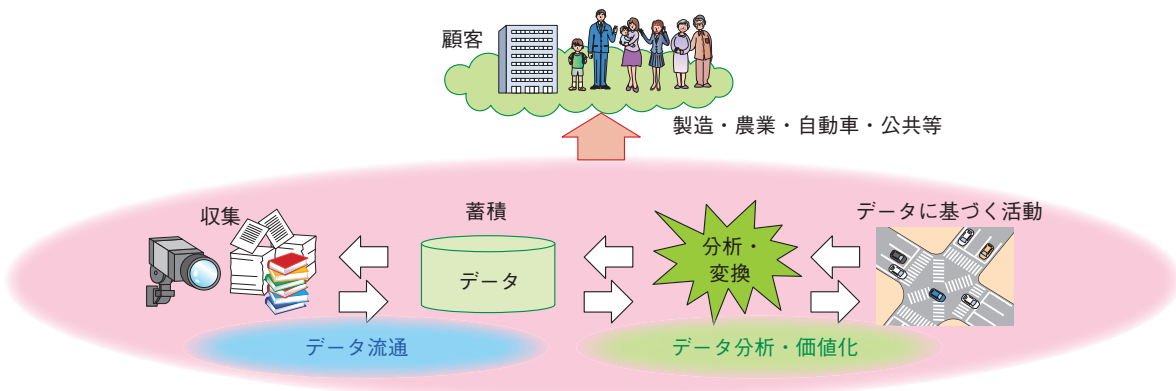 顧客
製造・農業・自動車・公共等
収集
蓄積
データに基づく活動
データ
分析・
変換
データ流通
データ分析・価値化